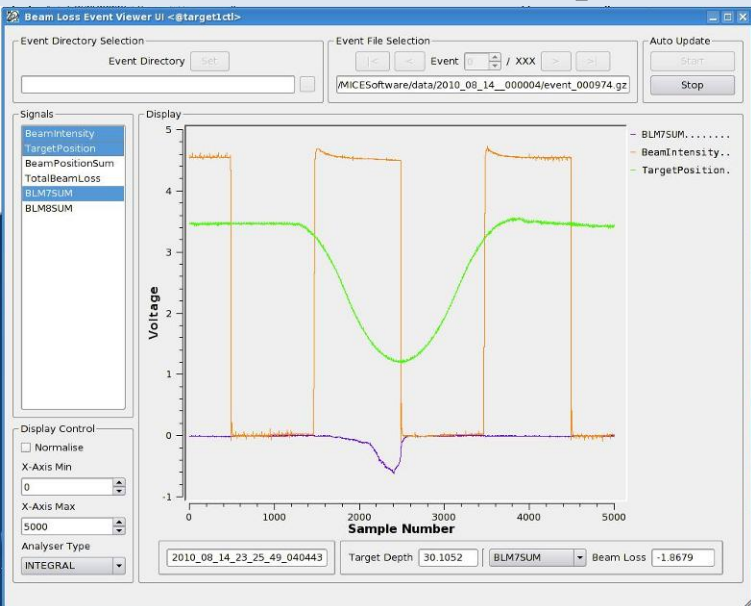 Beam Loss Event Viewer UI <@target1ctl>
Event Directory Selection
Event Directory Set
Event File Selection
|< < Event 0 / XXX > >|
/MICESoftware/data/2010_08_14__000004/event_000974.gz
Auto Update
Start
Stop
Signals
BeamIntensity
TargetPosition
BeamPositionSum
TotalBeamLoss
BLM7SUM
BLM8SUM
Display Control
Normalise
X-Axis Min
0
X-Axis Max
5000
Analyser Type
INTEGRAL
Display
5
4
3
2
1
0
-1
Voltage
0 1000 2000 3000 4000 5000
Sample Number
BLM7SUM........
BeamIntensity..
TargetPosition.
2010_08_14_23_25_49_040443
Target Depth 30.1052 BLM7SUM Beam Loss -1.8679